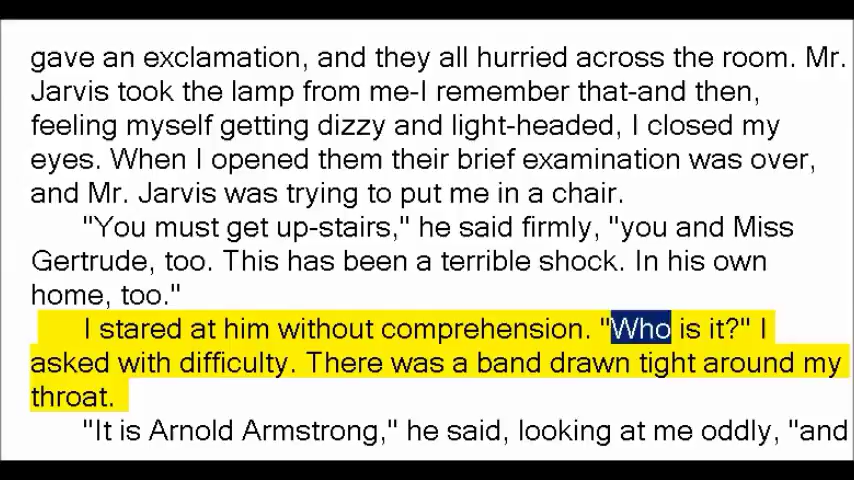 gave an exclamation, and they all hurried across the room. Mr.
Jarvis took the lamp from me-I remember that-and then,
feeling myself getting dizzy and light-headed, I closed my
eyes. When I opened them their brief examination was over,
and Mr. Jarvis was trying to put me in a chair.
"You must get up-stairs," he said firmly, "you and Miss
Gertrude, too. This has been a terrible shock. In his own
home, too."
I stared at him without comprehension. "Who is it?" I
asked with difficulty. There was a band drawn tight around my
throat.
"It is Arnold Armstrong," he said, looking at me oddly, "and